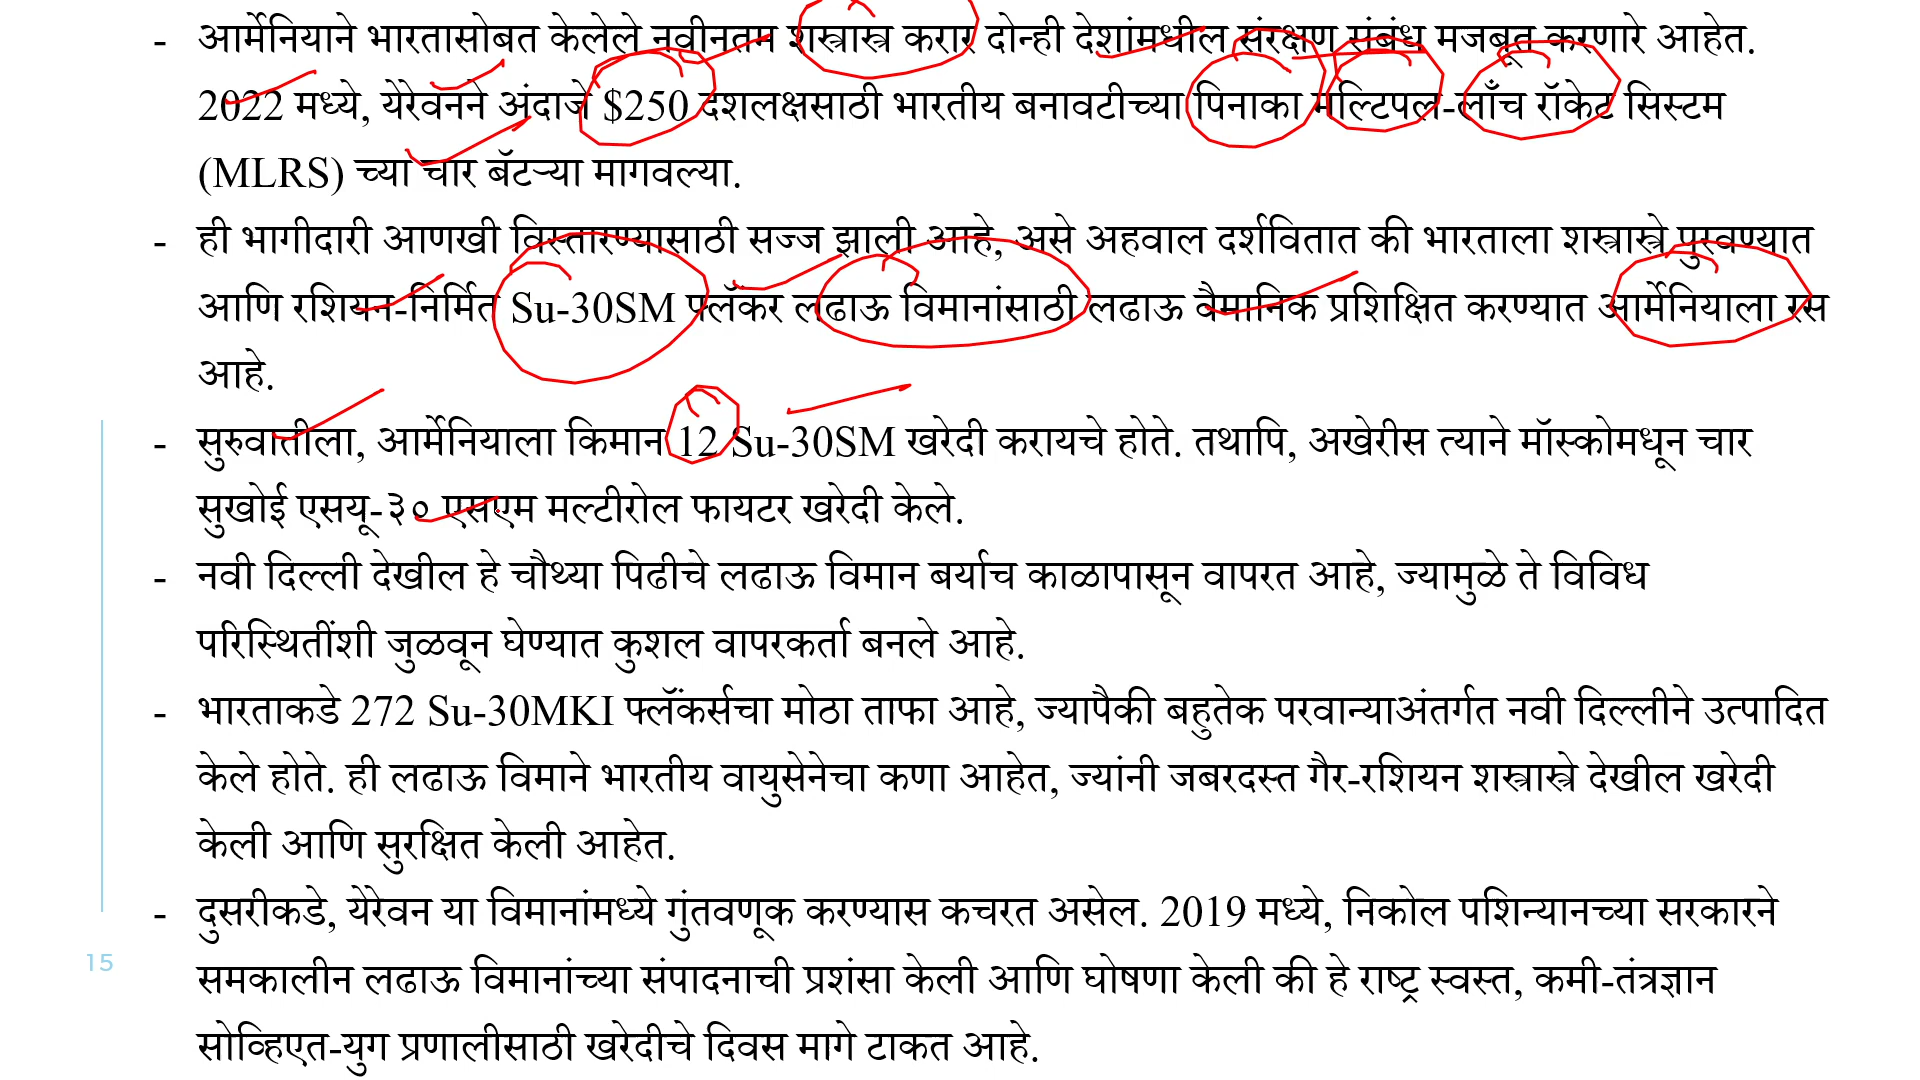 - आर्मेनियाने भारतासोबत केलेले नवीनतम शस्त्रास्त्र करार दोन्ही देशांमधील संरक्षण संबंध मजबूत करणारे आहेत.
2022 मध्ये, येरेवनने अंदाजे $250 दशलक्षसाठी भारतीय बनावटीच्या पिनाका मल्टिपल-लाँच रॉकेट सिस्टम
(MLRS) च्या चार बॅटऱ्या मागवल्या.
- ही भागीदारी आणखी विस्तारण्यासाठी सज्ज झाली आहे, असे अहवाल दर्शवितात की भारताला शस्त्रास्त्रे पुरवण्यात
आणि रशियन-निर्मित Su-30SM फ्लॅंकर लढाऊ विमानांसाठी लढाऊ वैमानिक प्रशिक्षित करण्यात आर्मेनियाला रस
आहे.
- सुरुवातीला, आर्मेनियाला किमान 12 Su-30SM खरेदी करायचे होते. तथापि, अखेरीस त्याने मॉस्कोमधून चार
सुखोई एसयू-३० एसएम मल्टीरोल फायटर खरेदी केले.
- नवी दिल्ली देखील हे चौथ्या पिढीचे लढाऊ विमान बर्याच काळापासून वापरत आहे, ज्यामुळे ते विविध
परिस्थितींशी जुळवून घेण्यात कुशल वापरकर्ता बनले आहे.
- भारताकडे 272 Su-30MKI फ्लॅंकर्सचा मोठा ताफा आहे, ज्यापैकी बहुतेक परवान्याअंतर्गत नवी दिल्लीने उत्पादित
केले होते. ही लढाऊ विमाने भारतीय वायुसेनेचा कणा आहेत, ज्यांनी जबरदस्त गैर-रशियन शस्त्रास्त्रे देखील खरेदी
केली आणि सुरक्षित केली आहेत.
- दुसरीकडे, येरेवन या विमानांमध्ये गुंतवणूक करण्यास कचरत असेल. 2019 मध्ये, निकोल पशिन्यानच्या सरकारने
समकालीन लढाऊ विमानांच्या संपादनाची प्रशंसा केली आणि घोषणा केली की हे राष्ट्र स्वस्त, कमी-तंत्रज्ञान
सोव्हिएत-युग प्रणालीसाठी खरेदीचे दिवस मागे टाकत आहे.
15